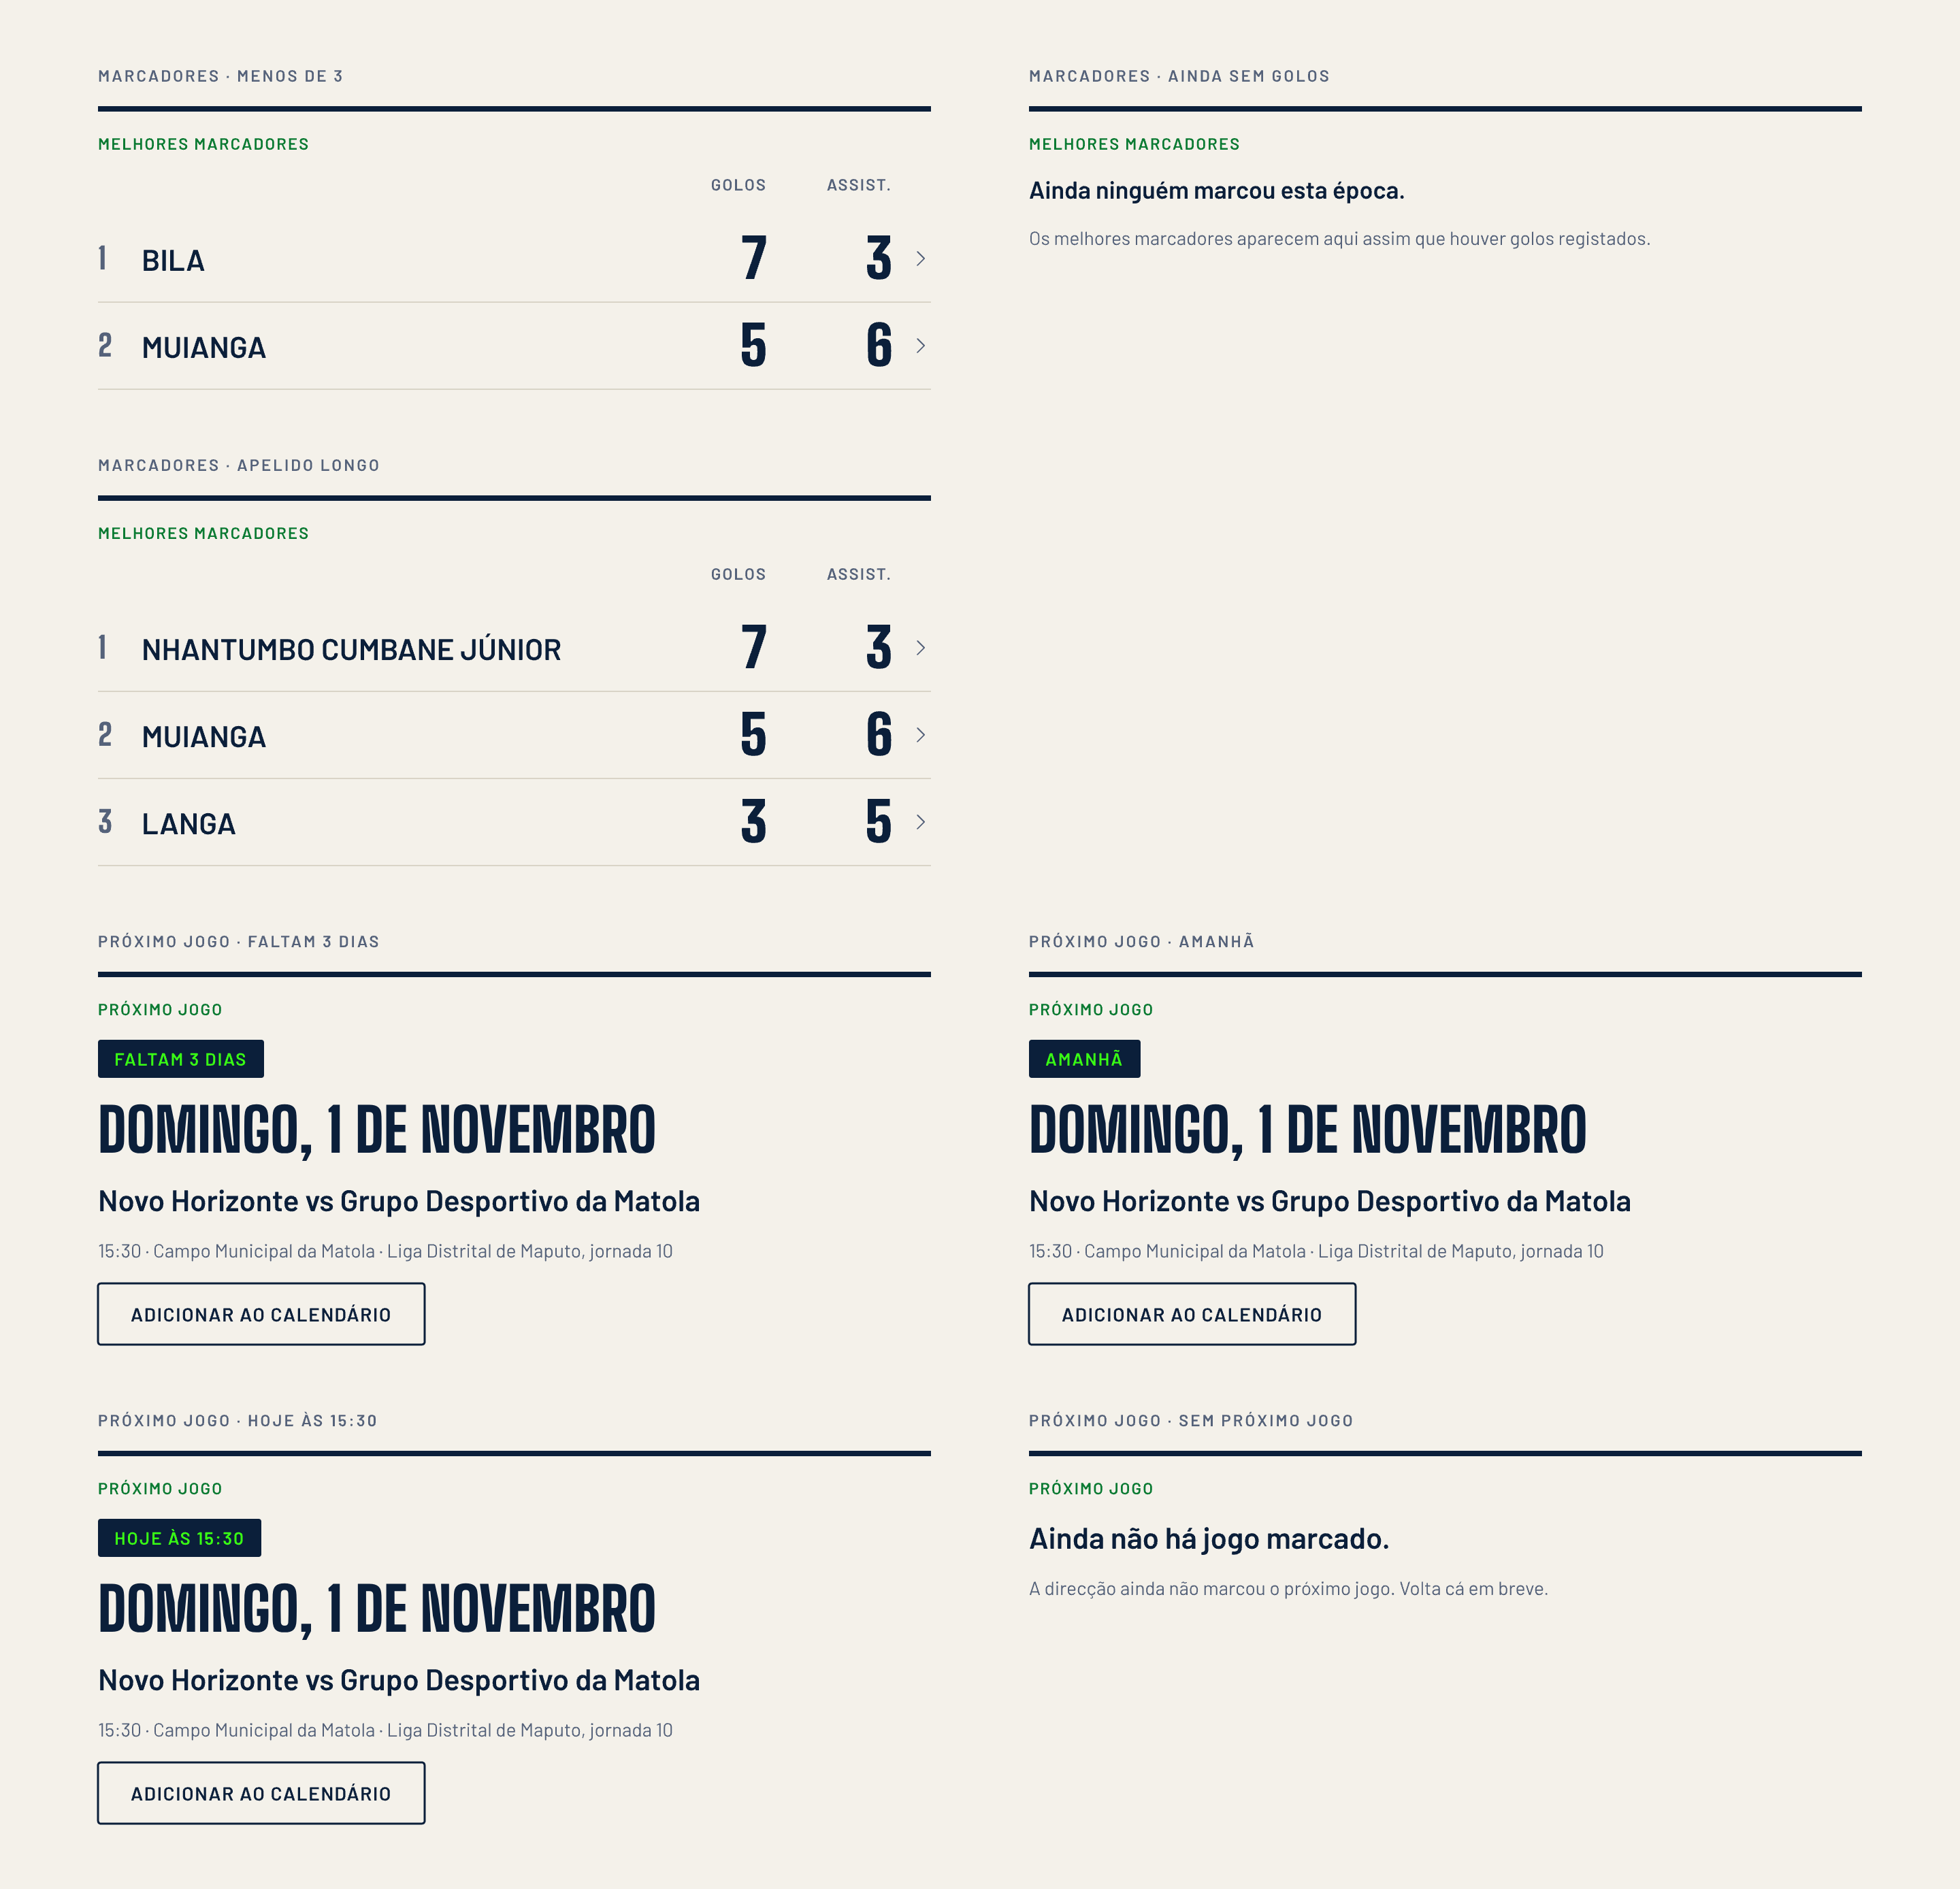 MARCADORES · MENOS DE 3
MELHORES MARCADORES
GOLOS ASSIST.
1 BILA 7 3
2 MUIANGA 5 6
MARCADORES · AINDA SEM GOLOS
MELHORES MARCADORES
Ainda ninguém marcou esta época.
Os melhores marcadores aparecem aqui assim que houver golos registados.
MARCADORES · APELIDO LONGO
MELHORES MARCADORES
GOLOS ASSIST.
1 NHANTUMBO CUMBANE JÚNIOR 7 3
2 MUIANGA 5 6
3 LANGA 3 5
PRÓXIMO JOGO · FALTAM 3 DIAS
PRÓXIMO JOGO
FALTAM 3 DIAS
DOMINGO, 1 DE NOVEMBRO
Novo Horizonte vs Grupo Desportivo da Matola
15:30 · Campo Municipal da Matola · Liga Distrital de Maputo, jornada 10
ADICIONAR AO CALENDÁRIO
PRÓXIMO JOGO · AMANHÃ
PRÓXIMO JOGO
AMANHÃ
DOMINGO, 1 DE NOVEMBRO
Novo Horizonte vs Grupo Desportivo da Matola
15:30 · Campo Municipal da Matola · Liga Distrital de Maputo, jornada 10
ADICIONAR AO CALENDÁRIO
PRÓXIMO JOGO · HOJE ÀS 15:30
PRÓXIMO JOGO
HOJE ÀS 15:30
DOMINGO, 1 DE NOVEMBRO
Novo Horizonte vs Grupo Desportivo da Matola
15:30 · Campo Municipal da Matola · Liga Distrital de Maputo, jornada 10
ADICIONAR AO CALENDÁRIO
PRÓXIMO JOGO · SEM PRÓXIMO JOGO
PRÓXIMO JOGO
Ainda não há jogo marcado.
A direcção ainda não marcou o próximo jogo. Volta cá em breve.